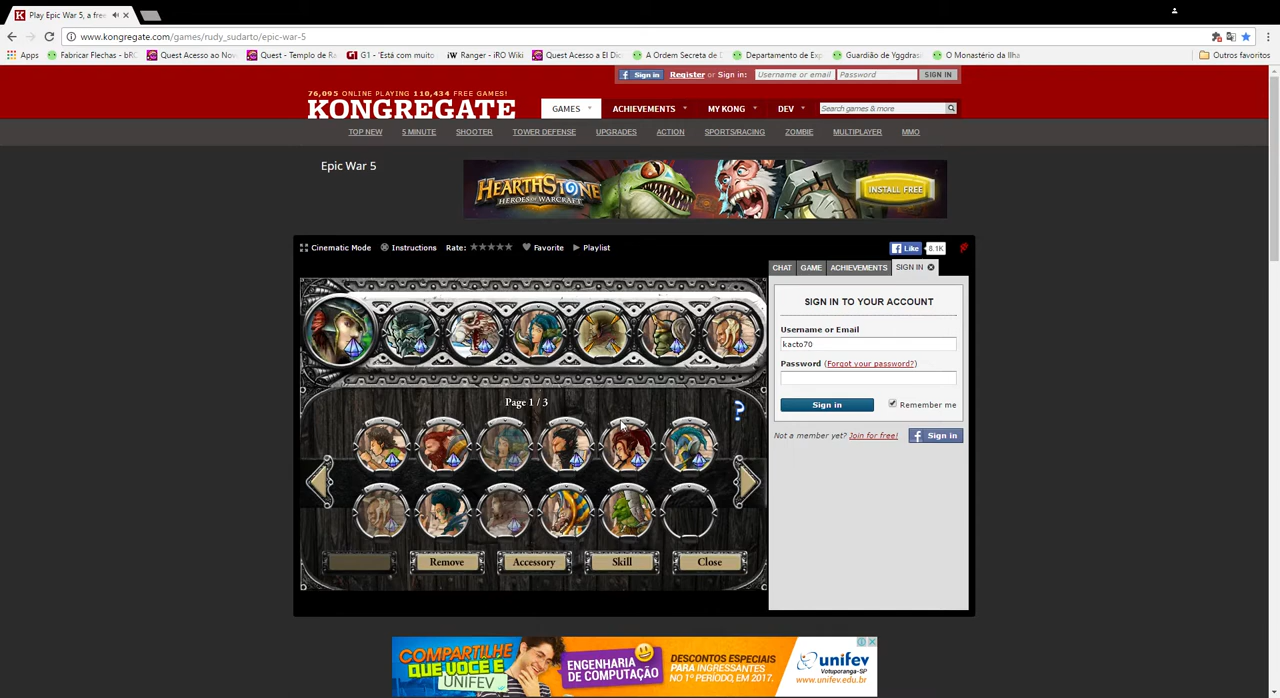 Play Epic War 5, a free
www.kongregate.com/games/rudy_sudarto/epic-war-5
Apps
Fabricar Flechas - bRO
Quest Acesso ao Nov
Quest - Templo de Ra
G1 - 'Está com muito
Ranger - iRO Wiki
Quest Acesso a El Dic
A Ordem Secreta de
Departamento de Exp
Guardião de Yggdras
O Monastério da Ilha
Outros favoritos
Sign in
Register or Sign in:
Username or email
Password
SIGN IN
76,095 ONLINE PLAYING 110,434 FREE GAMES!
KONGREGATE
GAMES
ACHIEVEMENTS
MY KONG
DEV
Search games & more
TOP NEW
5 MINUTE
SHOOTER
TOWER DEFENSE
UPGRADES
ACTION
SPORTS/RACING
ZOMBIE
MULTIPLAYER
MMO
Epic War 5
HEARTHSTONE
HEROES OF WARCRAFT
INSTALL FREE
Cinematic Mode
Instructions
Rate:
Favorite
Playlist
Like
8.1K
CHAT
GAME
ACHIEVEMENTS
SIGN IN
SIGN IN TO YOUR ACCOUNT
Username or Email
kacto70
Password (Forgot your password?)
Sign in
Remember me
Not a member yet? Join for free!
Sign in
Page 1 / 3
?
Remove
Accessory
Skill
Close
COMPARTILHE
QUE VOCÊ É
UNIFEV
ENGENHARIA
DE COMPUTAÇÃO
DESCONTOS ESPECIAIS
PARA INGRESSANTES
NO 1º PERÍODO, EM 2017.
unifev
VOTUPORANGA-SP
www.unifev.edu.br